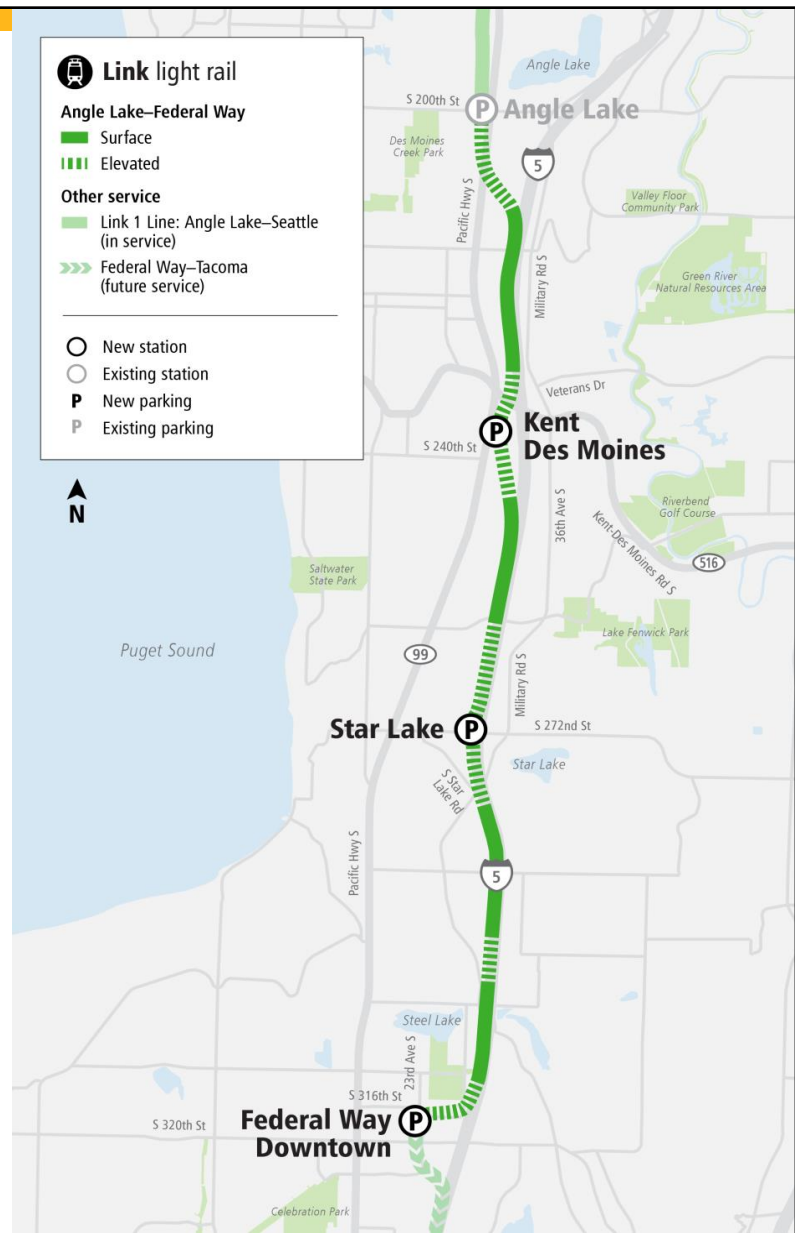 Link light rail
Angle Lake–Federal Way
Surface
Elevated
Other service
Link 1 Line: Angle Lake–Seattle
(in service)
Federal Way–Tacoma
(future service)
New station
Existing station
P New parking
P Existing parking
N
Angle Lake
S 200th St
P Angle Lake
Des Moines
Creek Park
5
Pacific Hwy S
Military Rd S
Valley Floor
Community Park
Green River
Natural Resources Area
Veterans Dr
P Kent
Des Moines
S 240th St
36th Ave S
Riverbend
Golf Course
Kent-Des Moines Rd S
516
Saltwater
State Park
Lake Fenwick Park
Puget Sound
99
Military Rd S
Star Lake P
S 272nd St
Star Lake
S Star
Lake Rd
Pacific Hwy S
5
Steel Lake
23rd Ave S
S 316th St
Federal Way P
Downtown
S 320th St
Celebration Park